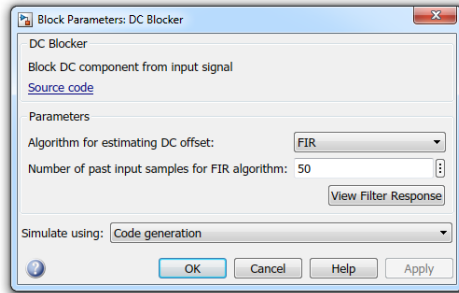 Block Parameters: DC Blocker
DC Blocker
Block DC component from input signal
Source code
Parameters
Algorithm for estimating DC offset: FIR
Number of past input samples for FIR algorithm: 50
View Filter Response
Simulate using: Code generation
OK Cancel Help Apply